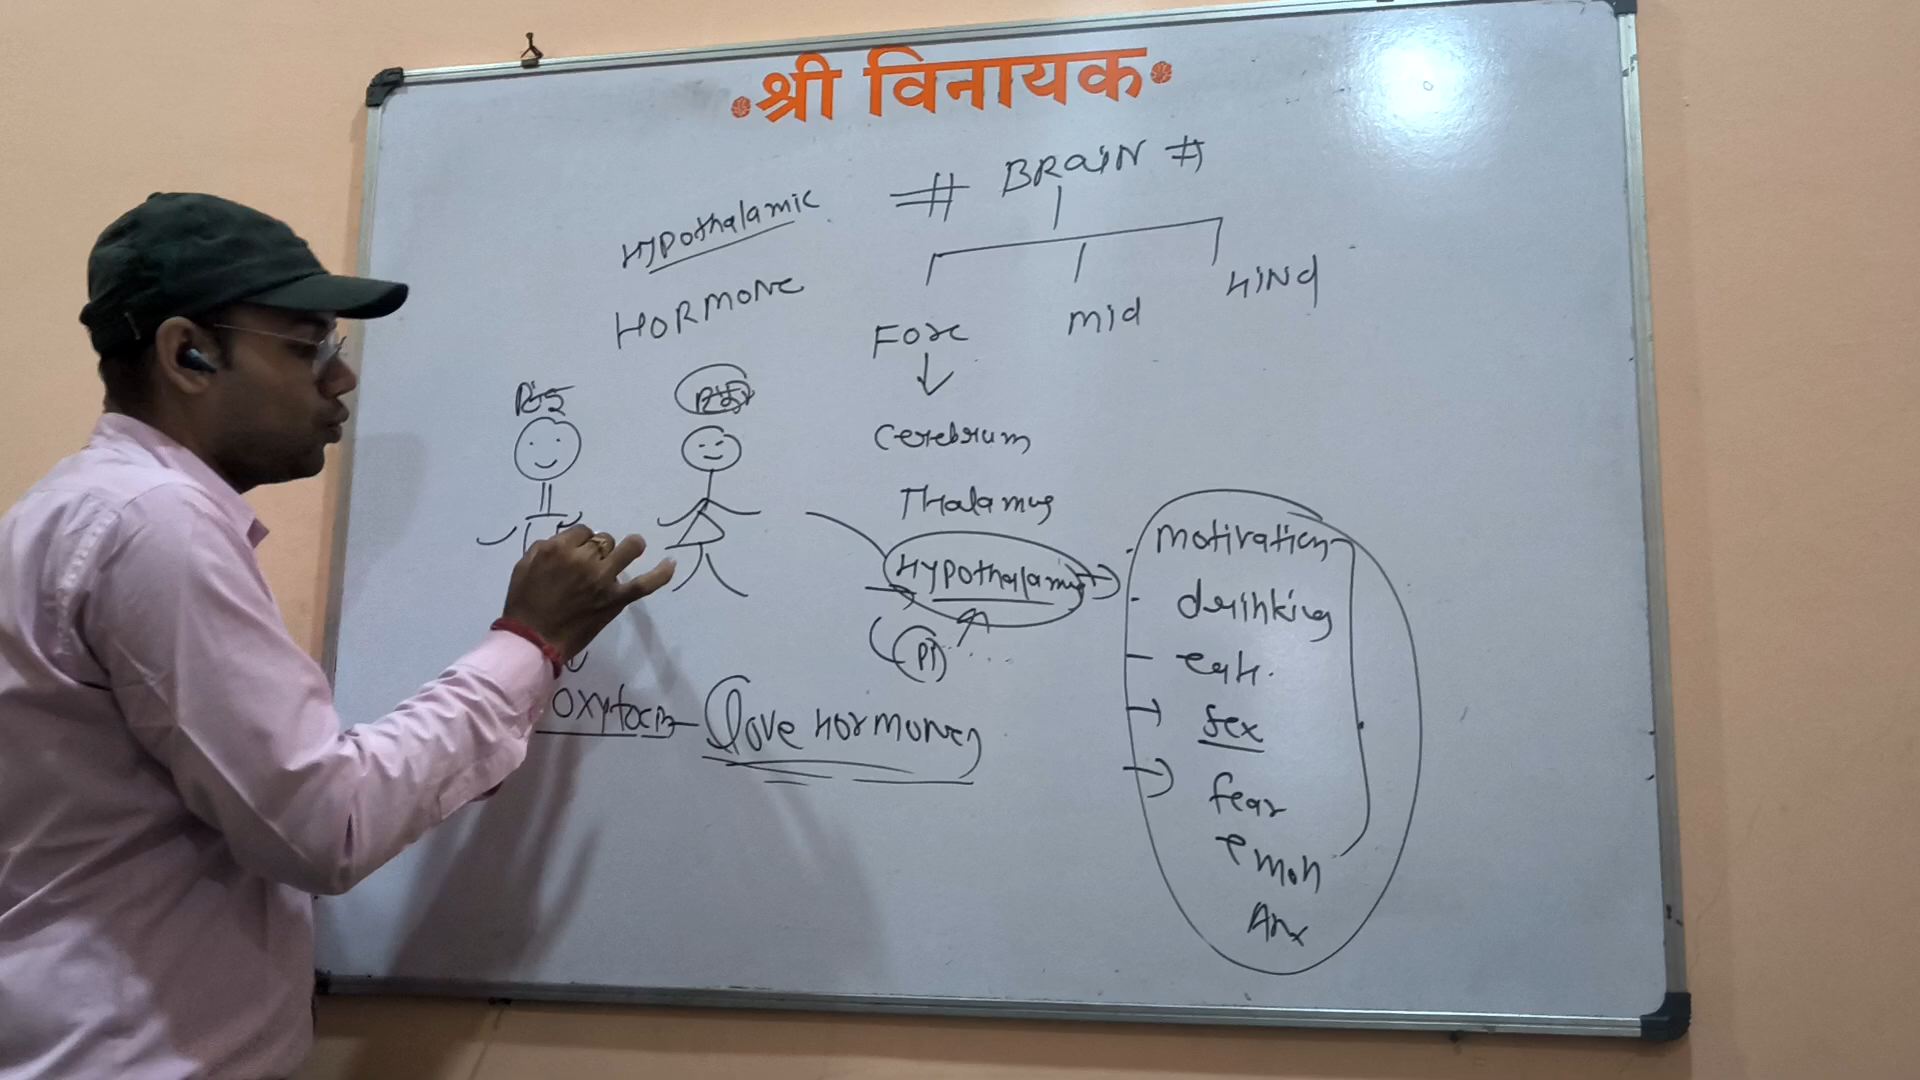 श्री विनायक
# BRAIN #
Hypothalamic
HORMONE
Fore
mid
HINd
Cerebrum
Thalamus
Hypothalamus
PI
oxytocin
love Hormones
motivation
drinking
eat.
sex
fear
emon
Anx